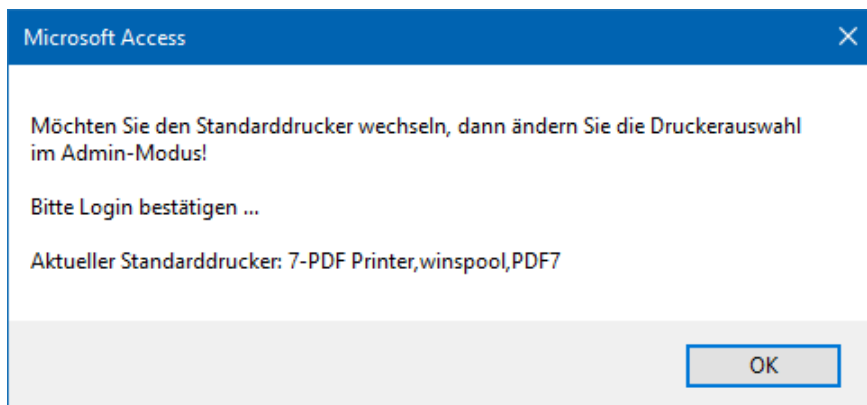 Microsoft Access
Möchten Sie den Standarddrucker wechseln, dann ändern Sie die Druckerauswahl
im Admin-Modus!
Bitte Login bestätigen ...
Aktueller Standarddrucker: 7-PDF Printer,winspool,PDF7
OK